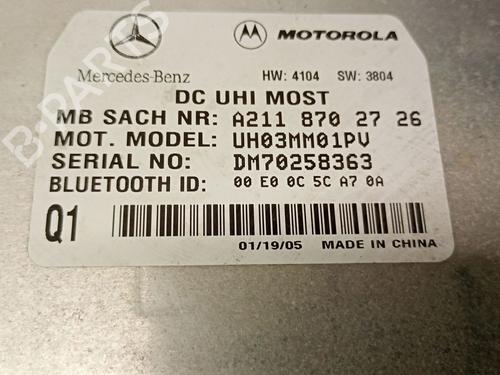 MOTOROLA
Mercedes-Benz HW: 4104 SW: 3804
DC UHI MOST
MB SACH NR: A211 870 27 26
MOT. MODEL: UH03MM01PV
SERIAL NO: DM70258363
BLUETOOTH ID: 00 E0 0C 5C A7 0A
Q1
01/19/05 MADE IN CHINA
B-PARTS